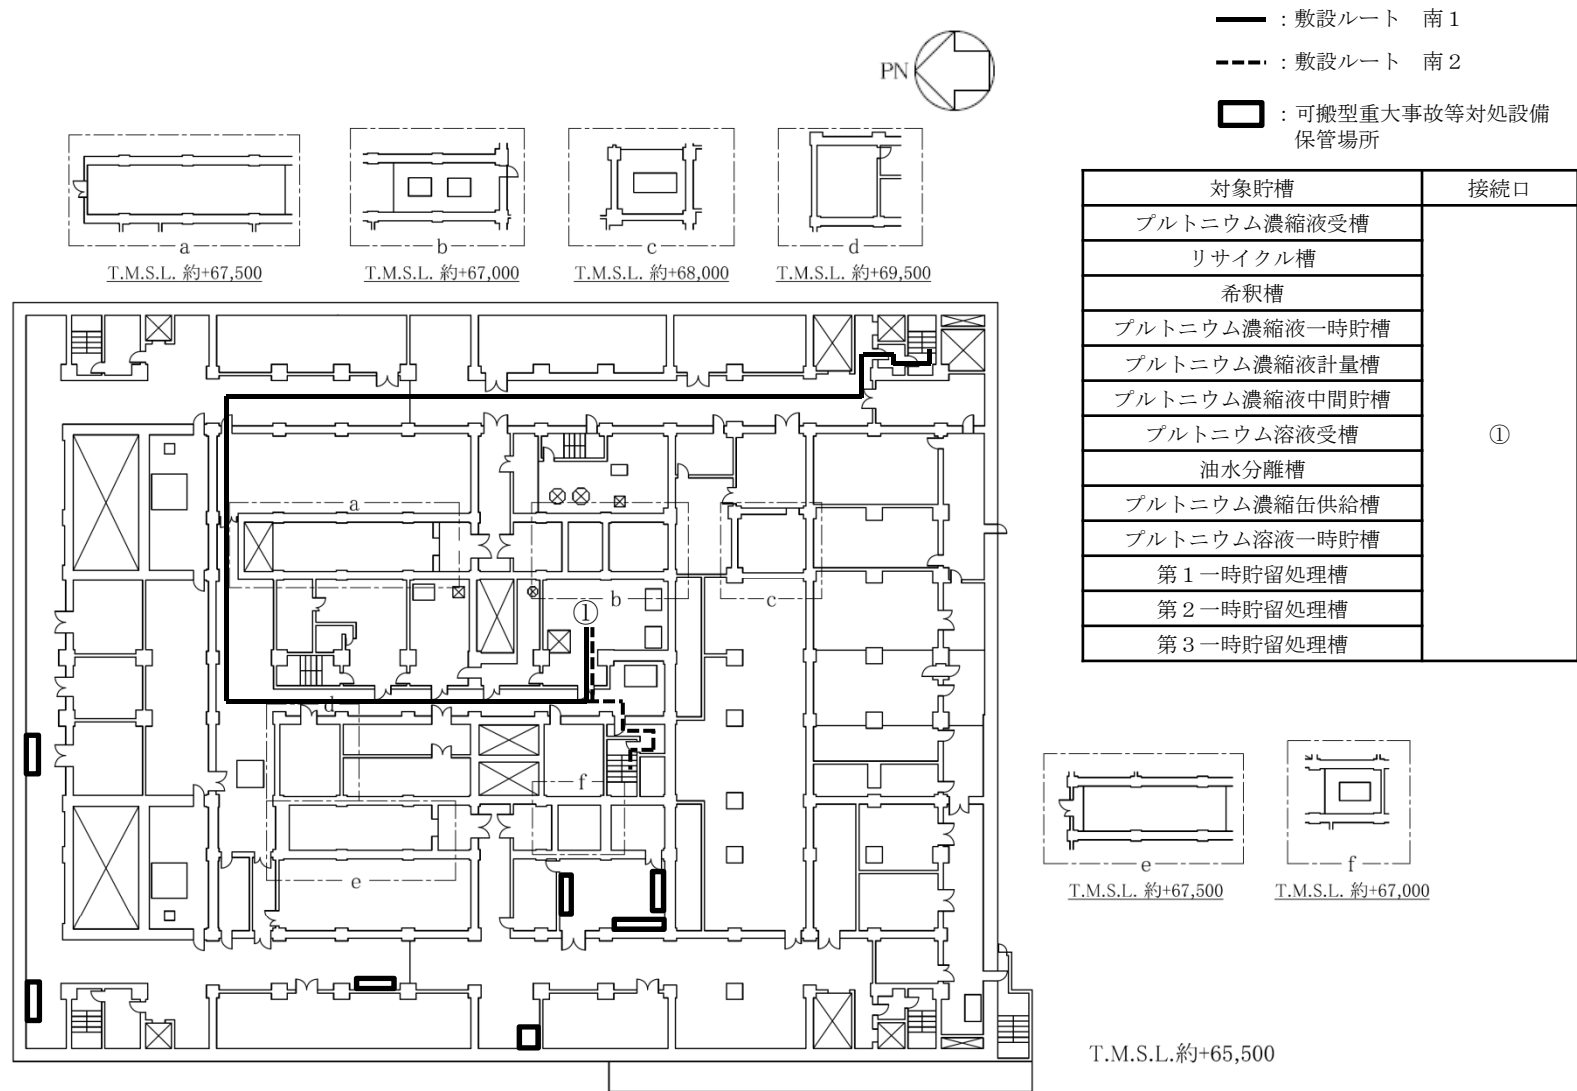 : 敷設ルート 南1
: 敷設ルート 南2
: 可搬型重大事故等対処設備
保管場所
PN
対象貯槽 接続口
プルトニウム濃縮液受槽
リサイクル槽
希釈槽
プルトニウム濃縮液一時貯槽
プルトニウム濃縮液計量槽
プルトニウム濃縮液中間貯槽
プルトニウム溶液受槽
油水分離槽
プルトニウム濃縮缶供給槽
プルトニウム溶液一時貯槽
第1一時貯留処理槽
第2一時貯留処理槽
第3一時貯留処理槽
①
a
T.M.S.L. 約+67,500
b
T.M.S.L. 約+67,000
c
T.M.S.L. 約+68,000
d
T.M.S.L. 約+69,500
a
b
c
①
d
f
e
e
T.M.S.L. 約+67,500
f
T.M.S.L. 約+67,000
T.M.S.L.約+65,500